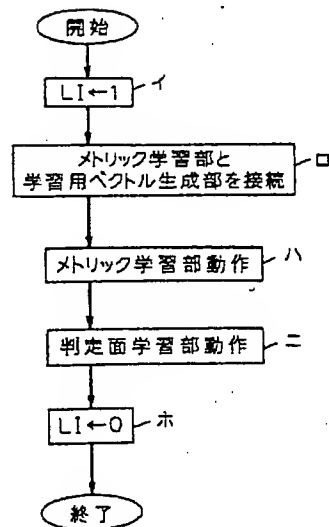 開始
LI←1
イ
メトリック学習部と
学習用ベクトル生成部を接続
ロ
メトリック学習部動作
ハ
判定面学習部動作
ニ
LI←0
ホ
終了